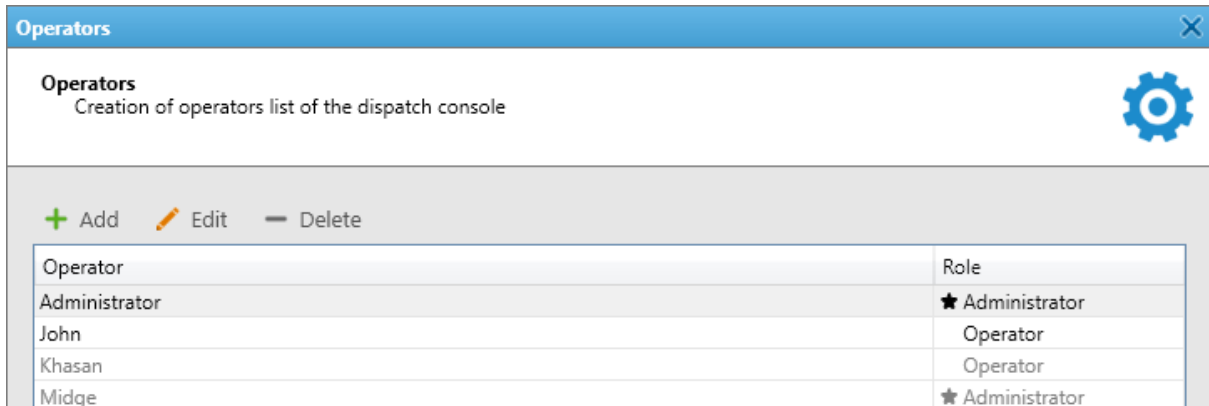 Operators
Operators
Creation of operators list of the dispatch console
Add Edit Delete
Operator Role
Administrator Administrator
John Operator
Khasan Operator
Midge Administrator